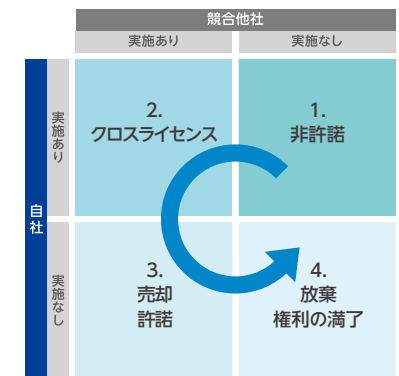 競合他社
実施あり
実施なし
自社
実施あり
2.
クロスライセンス
1.
非許諾
実施なし
3.
売却
許諾
4.
放棄
権利の満了